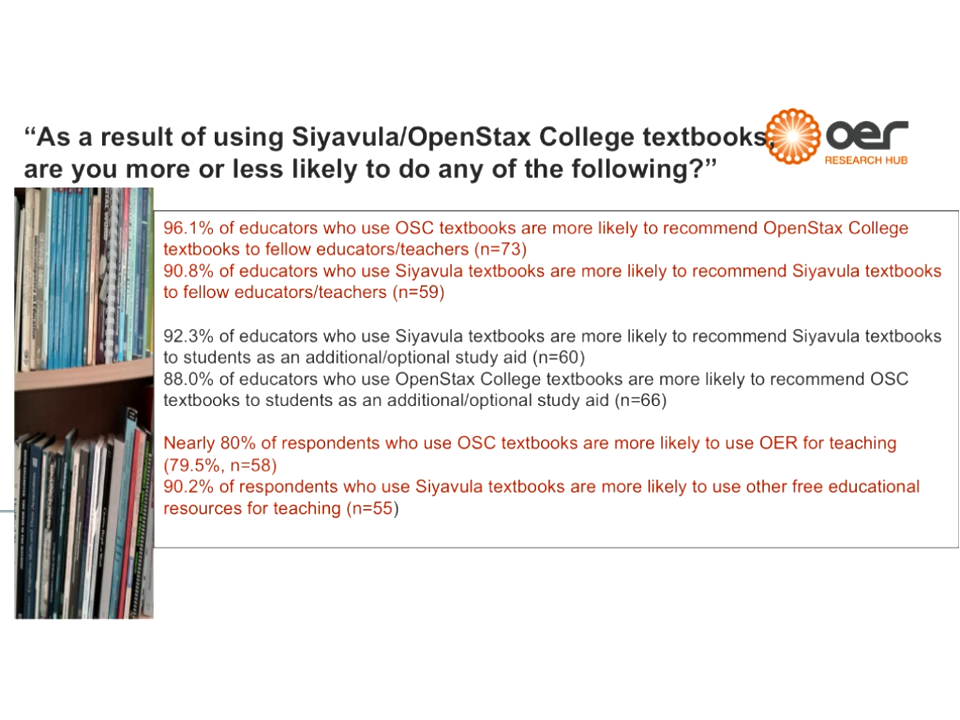 “As a result of using Siyavula/OpenStax College textbooks,
are you more or less likely to do any of the following?”
oer
RESEARCH HUB
96.1% of educators who use OSC textbooks are more likely to recommend OpenStax College
textbooks to fellow educators/teachers (n=73)
90.8% of educators who use Siyavula textbooks are more likely to recommend Siyavula textbooks
to fellow educators/teachers (n=59)
92.3% of educators who use Siyavula textbooks are more likely to recommend Siyavula textbooks
to students as an additional/optional study aid (n=60)
88.0% of educators who use OpenStax College textbooks are more likely to recommend OSC
textbooks to students as an additional/optional study aid (n=66)
Nearly 80% of respondents who use OSC textbooks are more likely to use OER for teaching
(79.5%, n=58)
90.2% of respondents who use Siyavula textbooks are more likely to use other free educational
resources for teaching (n=55)